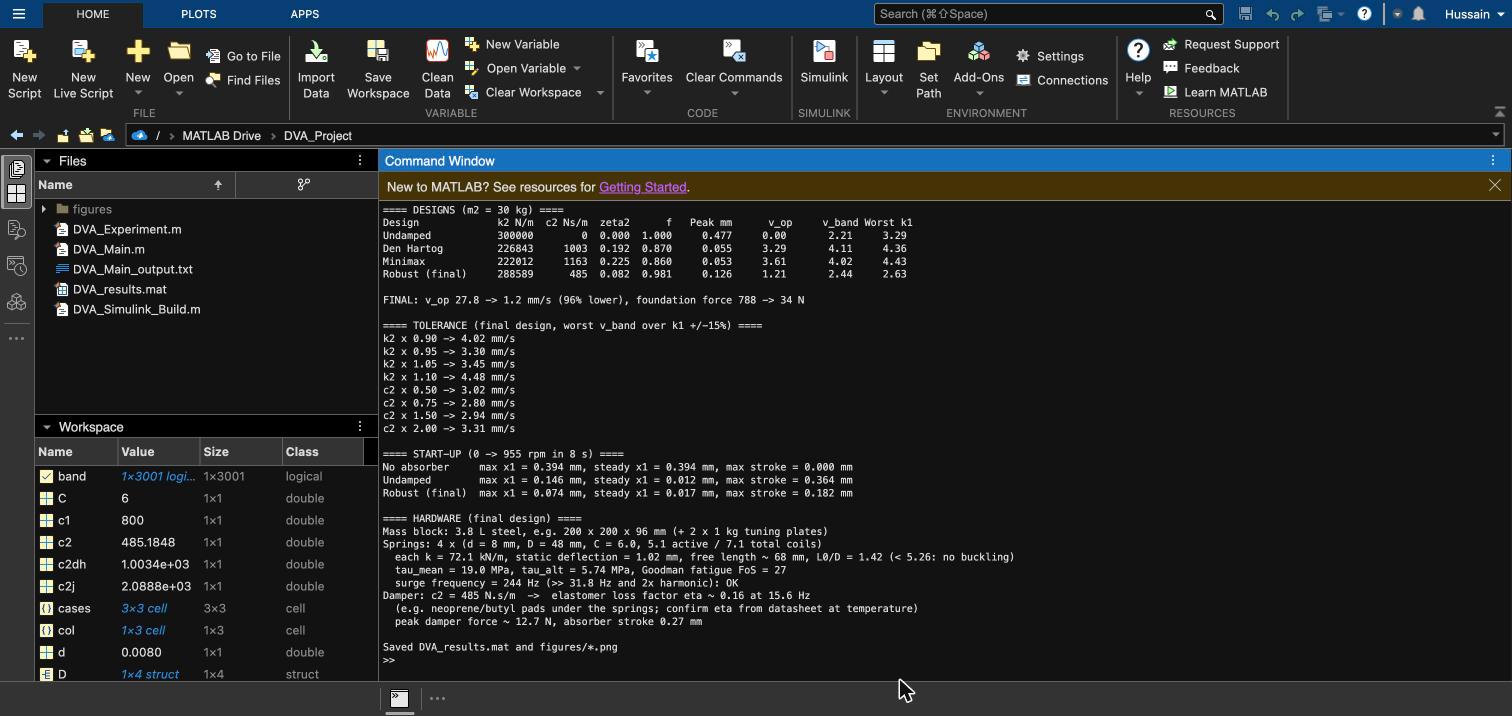 HOME PLOTS APPS Search (⌘⇧Space) Hussain
New Script New Live Script New Open Go to File Find Files Import Data Save Workspace Clean Data New Variable Open Variable Clear Workspace Favorites Clear Commands Simulink Layout Set Path Add-Ons Settings Connections Help Request Support Feedback Learn MATLAB
FILE VARIABLE CODE SIMULINK ENVIRONMENT RESOURCES
/ > MATLAB Drive > DVA_Project
Files
Name
figures
DVA_Experiment.m
DVA_Main.m
DVA_Main_output.txt
DVA_results.mat
DVA_Simulink_Build.m
Workspace
Name Value Size Class
band 1×3001 logi... 1×3001 logical
C 6 1×1 double
c1 800 1×1 double
c2 485.1848 1×1 double
c2dh 1.0034e+03 1×1 double
c2j 2.0888e+03 1×1 double
cases 3×3 cell 3×3 cell
col 1×3 cell 1×3 cell
d 0.0080 1×1 double
D 1×4 struct 1×4 struct
Command Window
New to MATLAB? See resources for Getting Started.
==== DESIGNS (m2 = 30 kg) ====
Design k2 N/m c2 Ns/m zeta2 f Peak mm v_op v_band Worst k1
Undamped 300000 0 0.000 1.000 0.477 0.00 2.21 3.29
Den Hartog 226843 1003 0.192 0.870 0.055 3.29 4.11 4.36
Minimax 222012 1163 0.225 0.860 0.053 3.61 4.02 4.43
Robust (final) 288589 485 0.082 0.981 0.126 1.21 2.44 2.63
FINAL: v_op 27.8 -> 1.2 mm/s (96% lower), foundation force 788 -> 34 N
==== TOLERANCE (final design, worst v_band over k1 +/-15%) ====
k2 x 0.90 -> 4.02 mm/s
k2 x 0.95 -> 3.30 mm/s
k2 x 1.05 -> 3.45 mm/s
k2 x 1.10 -> 4.48 mm/s
c2 x 0.50 -> 3.02 mm/s
c2 x 0.75 -> 2.80 mm/s
c2 x 1.50 -> 2.94 mm/s
c2 x 2.00 -> 3.31 mm/s
==== START-UP (0 -> 955 rpm in 8 s) ====
No absorber max x1 = 0.394 mm, steady x1 = 0.394 mm, max stroke = 0.000 mm
Undamped max x1 = 0.146 mm, steady x1 = 0.012 mm, max stroke = 0.364 mm
Robust (final) max x1 = 0.074 mm, steady x1 = 0.017 mm, max stroke = 0.182 mm
==== HARDWARE (final design) ====
Mass block: 3.8 L steel, e.g. 200 x 200 x 96 mm (+ 2 x 1 kg tuning plates)
Springs: 4 x (d = 8 mm, D = 48 mm, C = 6.0, 5.1 active / 7.1 total coils)
each k = 72.1 kN/m, static deflection = 1.02 mm, free length ~ 68 mm, L0/D = 1.42 (< 5.26: no buckling)
tau_mean = 19.0 MPa, tau_alt = 5.74 MPa, Goodman fatigue FoS = 27
surge frequency = 244 Hz (>> 31.8 Hz and 2x harmonic): OK
Damper: c2 = 485 N.s/m -> elastomer loss factor eta ~ 0.16 at 15.6 Hz
(e.g. neoprene/butyl pads under the springs; confirm eta from datasheet at temperature)
peak damper force ~ 12.7 N, absorber stroke 0.27 mm
Saved DVA_results.mat and figures/*.png
>>